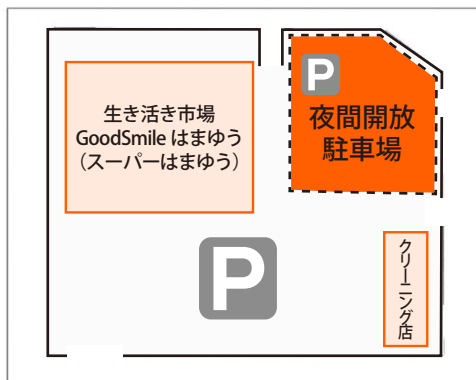 生き活き市場
GoodSmile はまゆう
（スーパーはまゆう）
P
夜間開放
駐車場
P
クリーニング店